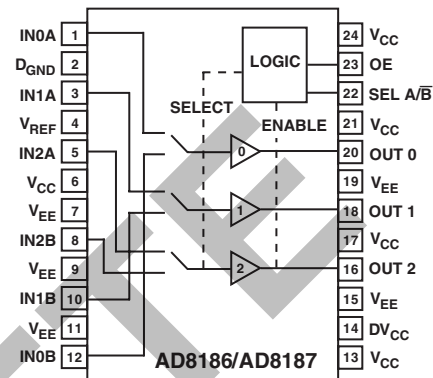 IN0A 1
DGND 2
IN1A 3
VREF 4
IN2A 5
VCC 6
VEE 7
IN2B 8
VEE 9
IN1B 10
VEE 11
IN0B 12
LOGIC
SELECT
ENABLE
0
1
2
AD8186/AD8187
24 VCC
23 OE
22 SEL A/B̅
21 VCC
20 OUT 0
19 VEE
18 OUT 1
17 VCC
16 OUT 2
15 VEE
14 DVCC
13 VCC